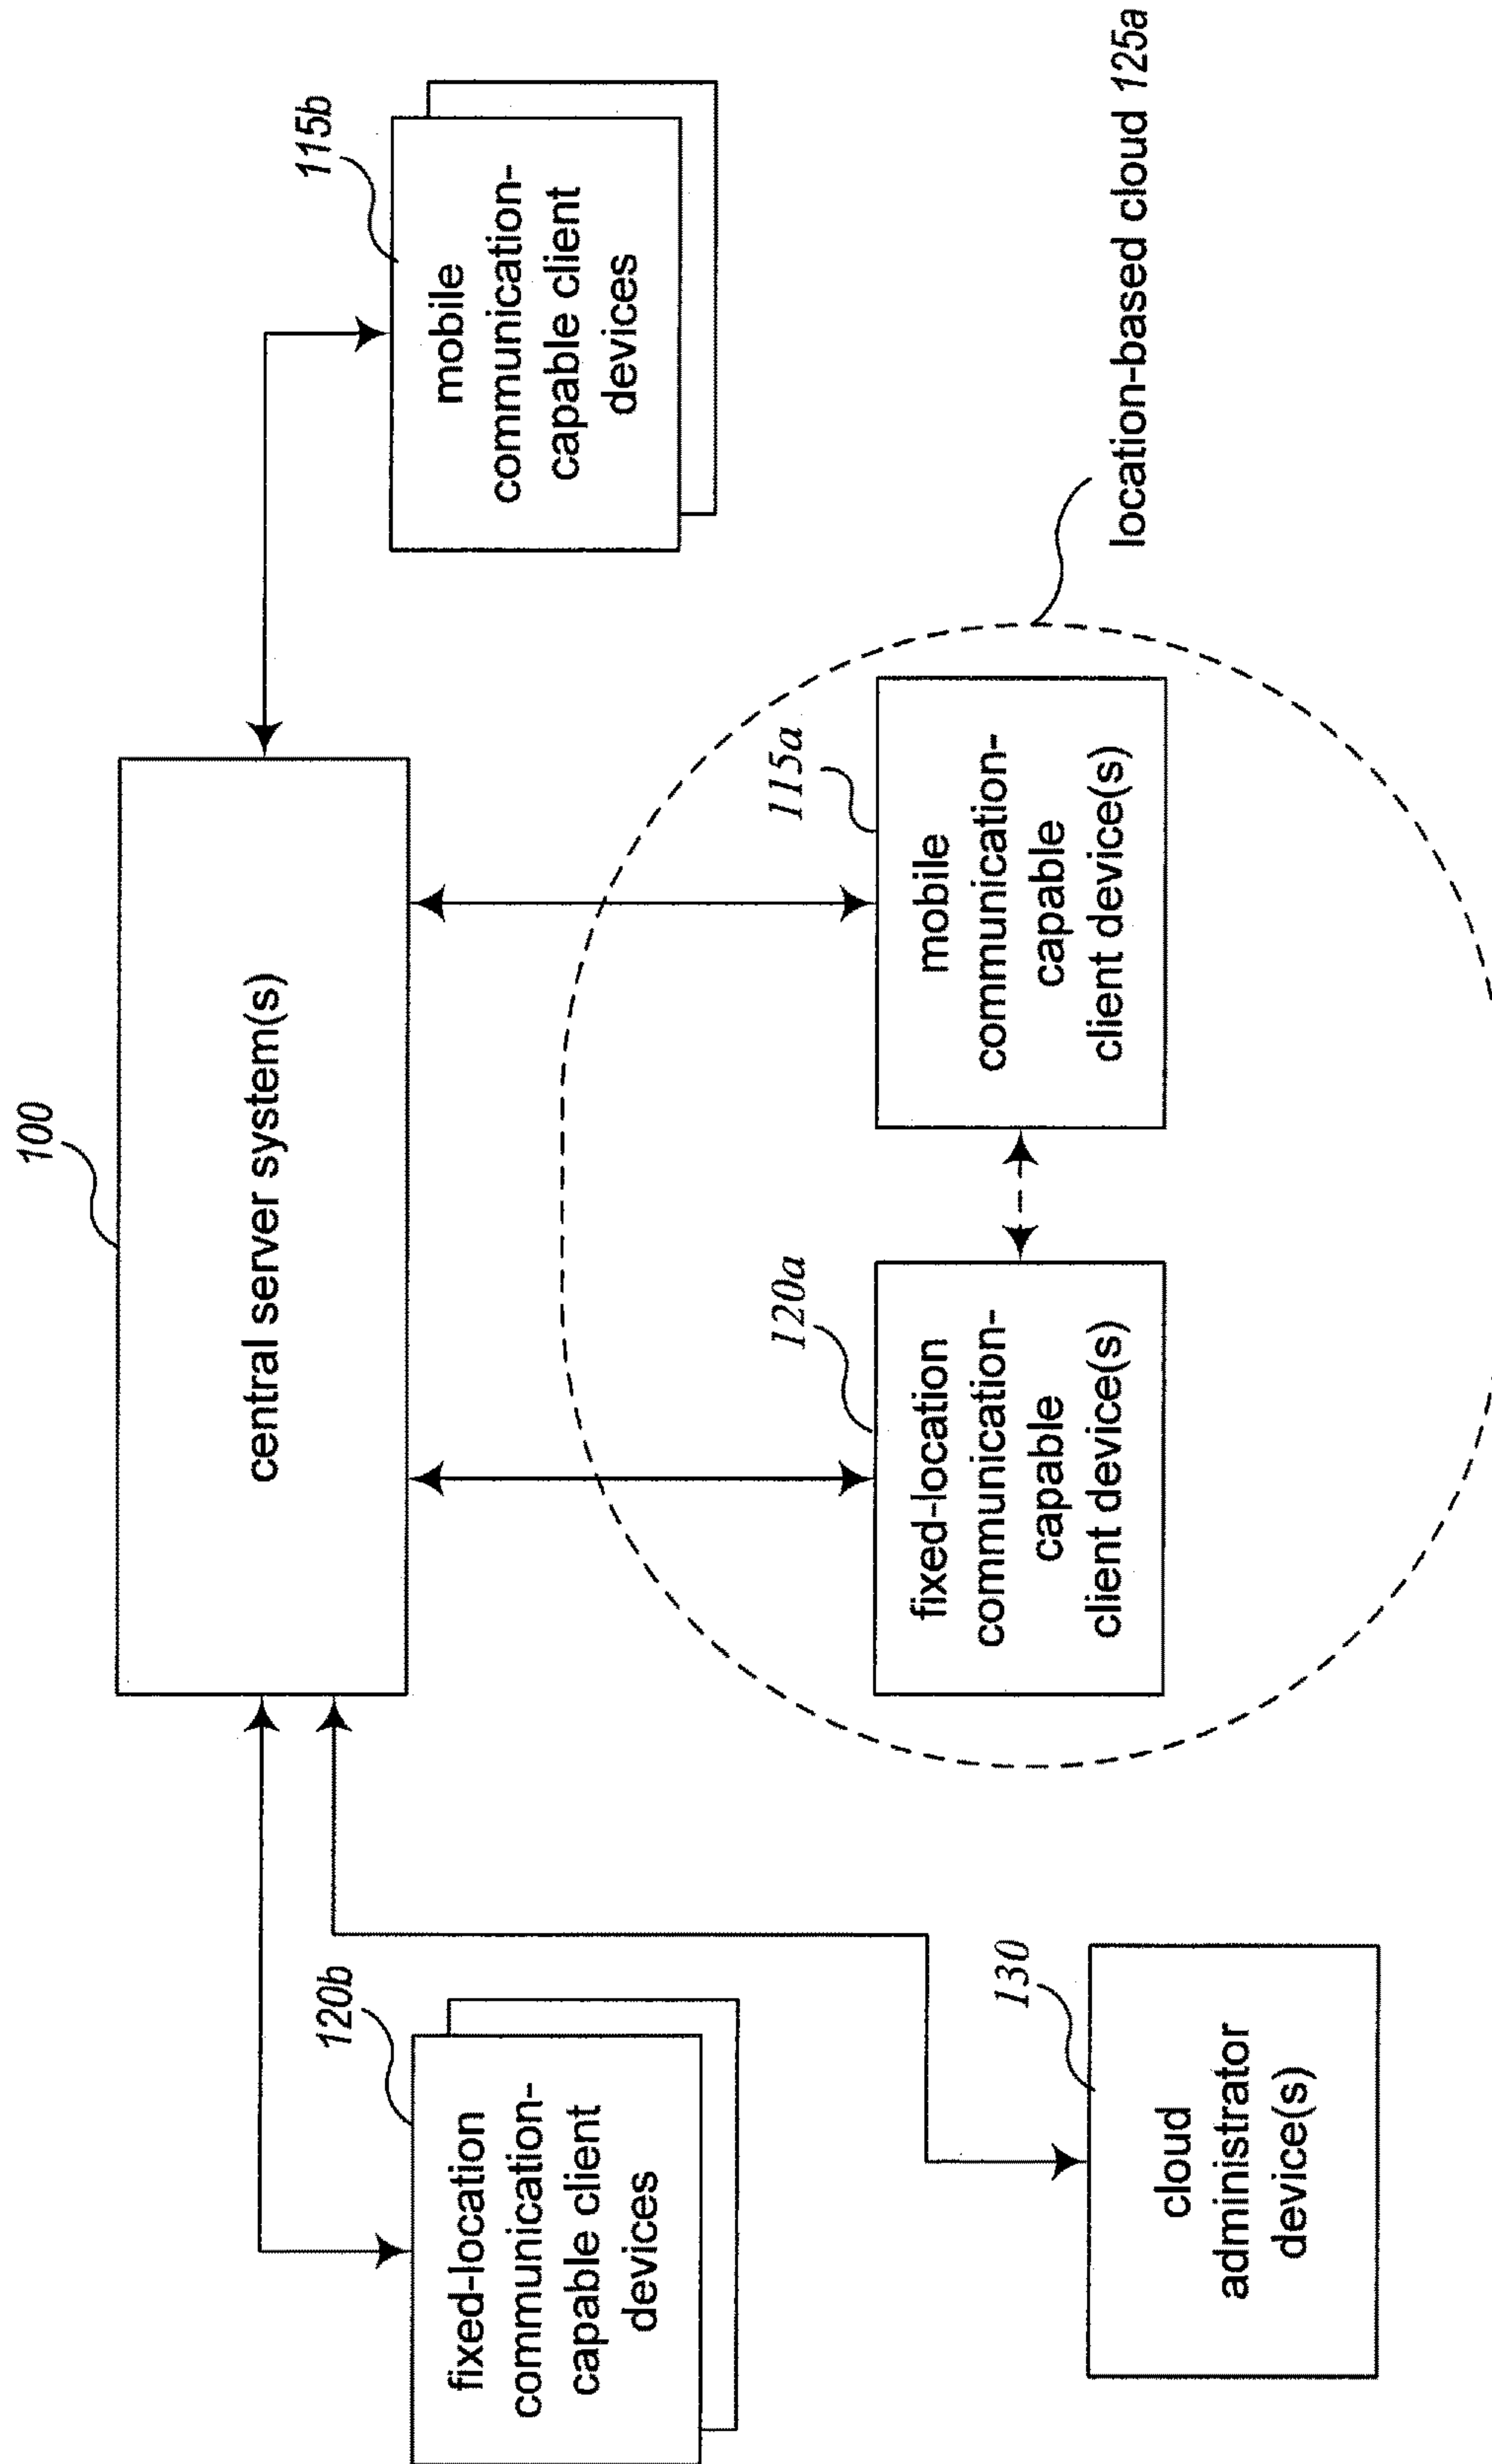 100
central server system(s)
120b
fixed-location
communication-
capable client
devices
115b
mobile
communication-
capable client
devices
120a
fixed-location
communication-
capable
client device(s)
115a
mobile
communication-
capable
client device(s)
130
cloud
administrator
device(s)
location-based cloud 125a